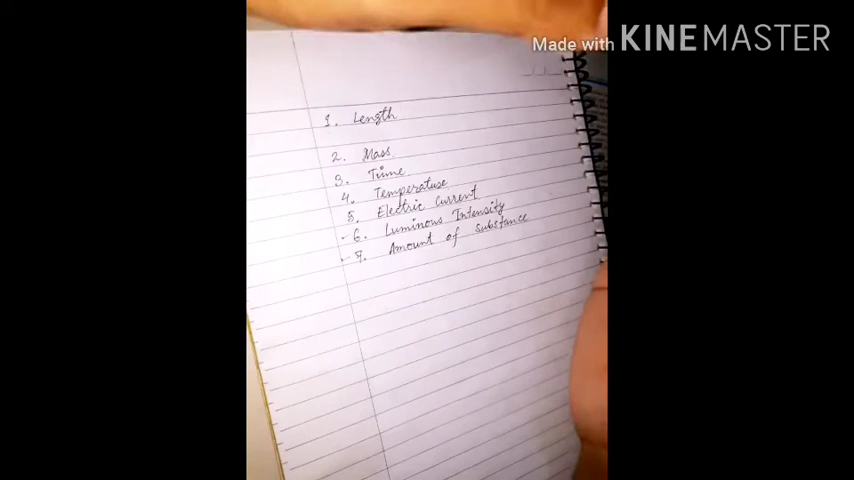 Made with KINEMASTER
1. Length
2. Mass
3. Time
4. Temperature
5. Electric Current
6. Luminous Intensity
7. Amount of substance